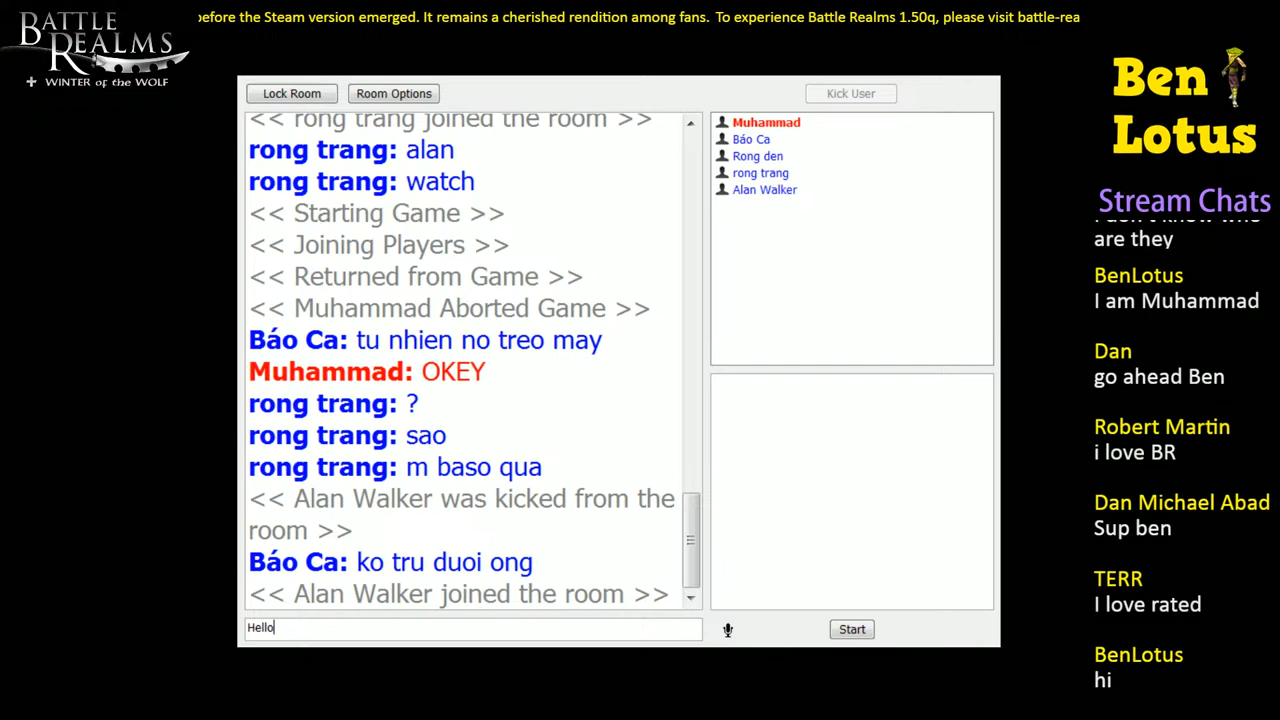 before the Steam version emerged. It remains a cherished rendition among fans. To experience Battle Realms 1.50q, please visit battle-rea
BATTLE
REALMS
+ WINTER of the WOLF
Lock Room
Room Options
Kick User
<< rong trang joined the room >>
rong trang: alan
rong trang: watch
<< Starting Game >>
<< Joining Players >>
<< Returned from Game >>
<< Muhammad Aborted Game >>
Báo Ca: tu nhien no treo may
Muhammad: OKEY
rong trang: ?
rong trang: sao
rong trang: m baso qua
<< Alan Walker was kicked from the
room >>
Báo Ca: ko tru duoi ong
<< Alan Walker joined the room >>
Hello
Muhammad
Báo Ca
Rong den
rong trang
Alan Walker
Start
Ben
Lotus
Stream Chats
I don't know who
are they
BenLotus
I am Muhammad
Dan
go ahead Ben
Robert Martin
i love BR
Dan Michael Abad
Sup ben
TERR
I love rated
BenLotus
hi